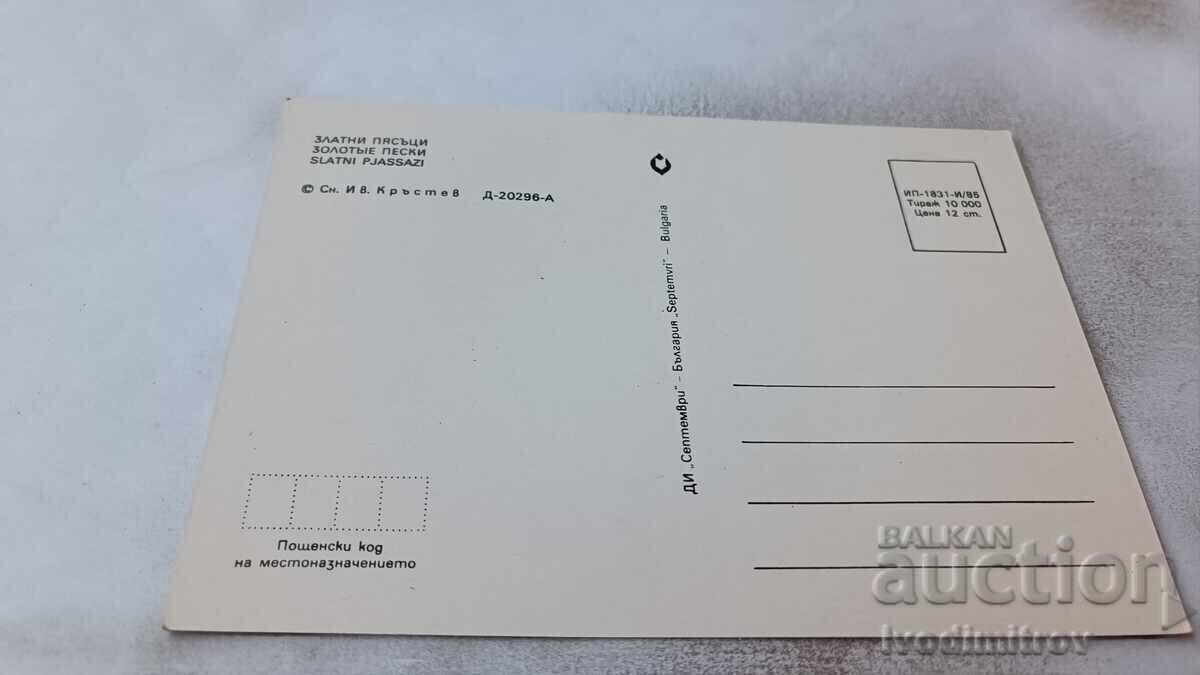 ЗЛАТНИ ПЯСЪЦИ
ЗОЛОТЫЕ ПЕСКИ
SLATNI PJASSAZI
© Сн. Ив. Кръстев Д-20296-А
ДИ „Септември" – България „Septemvri" – Bulgaria
ИП-1831-И/85
Тираж 10 000
Цена 12 ст.
Пощенски код
на местоназначението
BALKAN
auction
Ivodimitrov